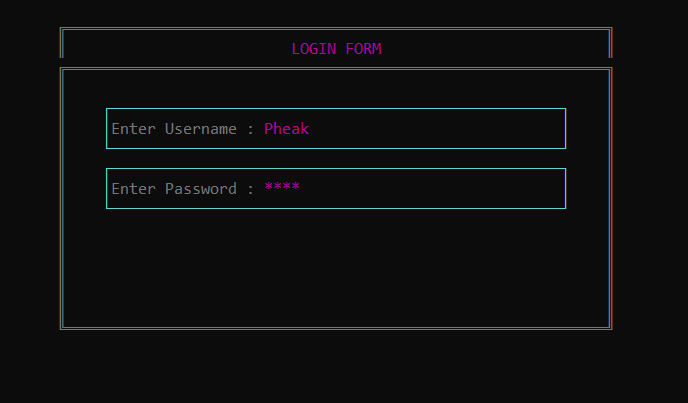 LOGIN FORM
Enter Username : Pheak
Enter Password : ****